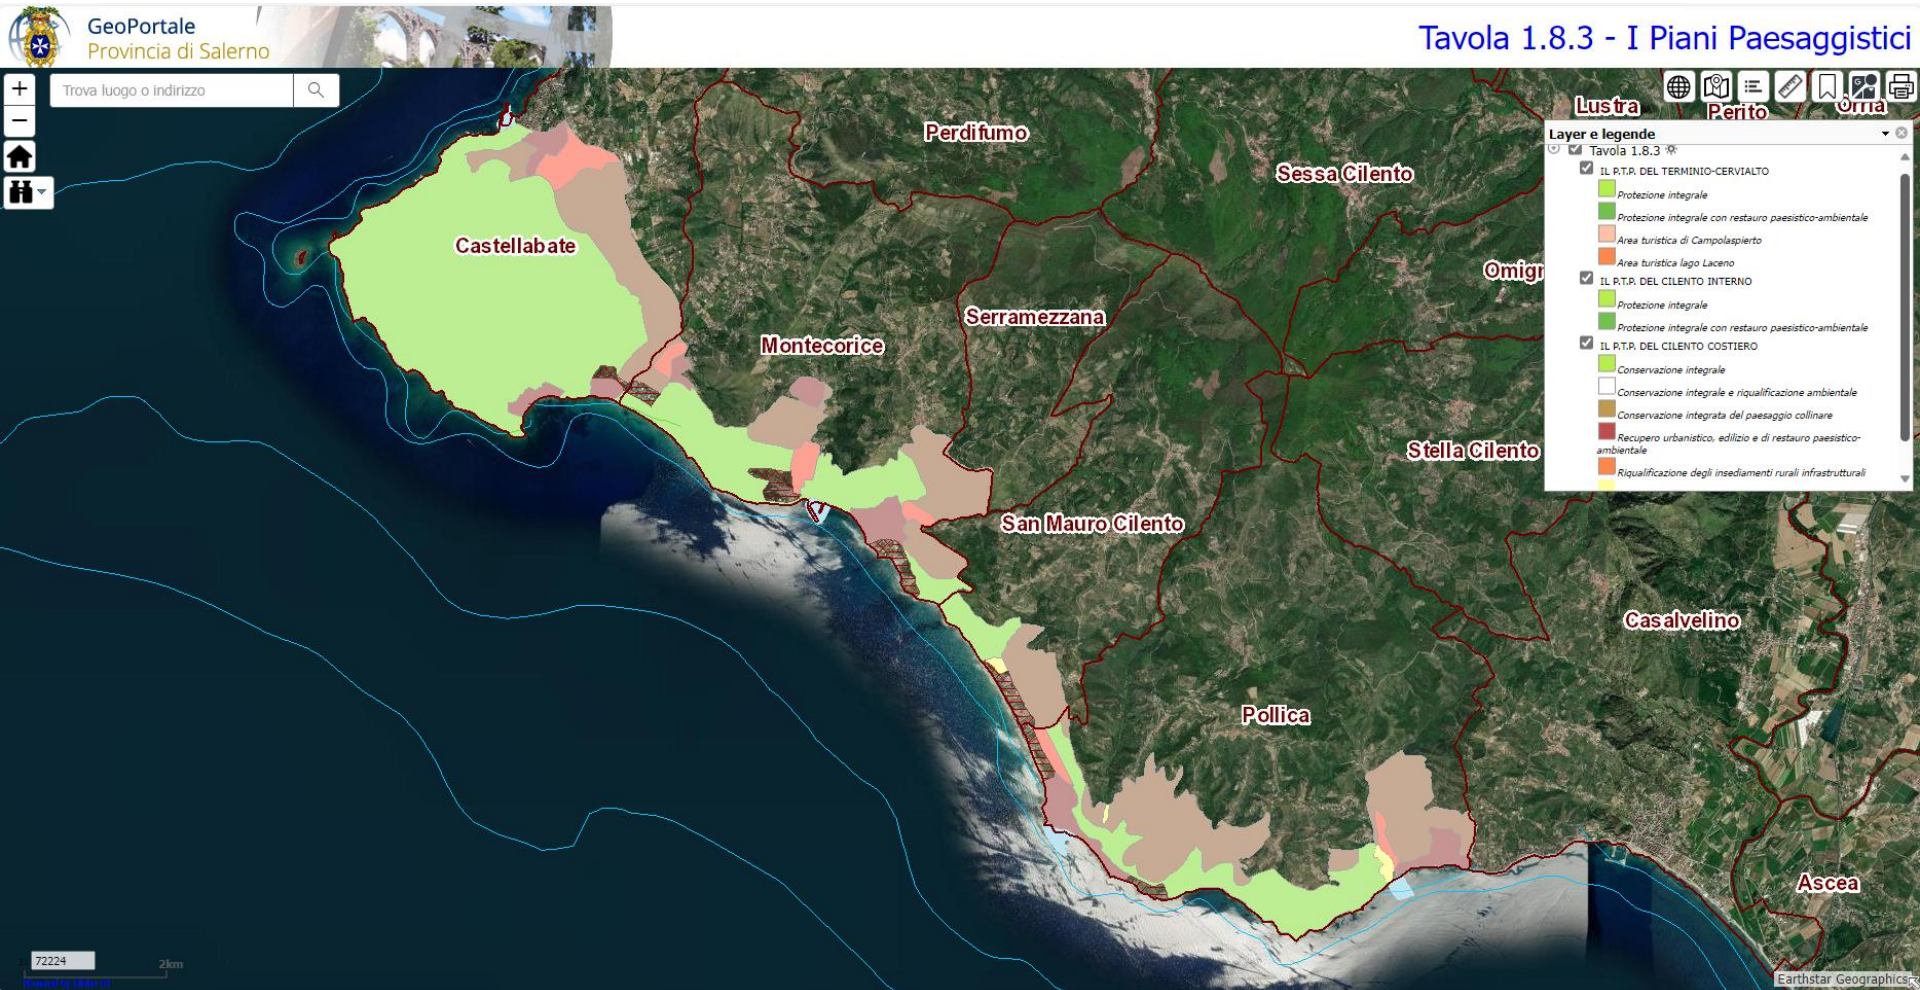 GeoPortale
Provincia di Salerno
Tavola 1.8.3 - I Piani Paesaggistici
+
Trova luogo o indirizzo
−
Lustra
Perito
Orria
Perdifumo
Sessa Cilento
Castellabate
Serramezzana
Montecorice
Stella Cilento
San Mauro Cilento
Casalvelino
Pollica
Ascea
Layer e legende
Tavola 1.8.3
IL P.T.P. DEL TERMINIO-CERVIALTO
Protezione integrale
Protezione integrale con restauro paesistico-ambientale
Area turistica di Campolaspierto
Area turistica lago Laceno
IL P.T.P. DEL CILENTO INTERNO
Protezione integrale
Protezione integrale con restauro paesistico-ambientale
IL P.T.P. DEL CILENTO COSTIERO
Conservazione integrale
Conservazione integrale e riqualificazione ambientale
Conservazione integrata del paesaggio collinare
Recupero urbanistico, edilizio e di restauro paesistico-
ambientale
Riqualificazione degli insediamenti rurali infrastrutturali
72224
2km
Earthstar Geographics